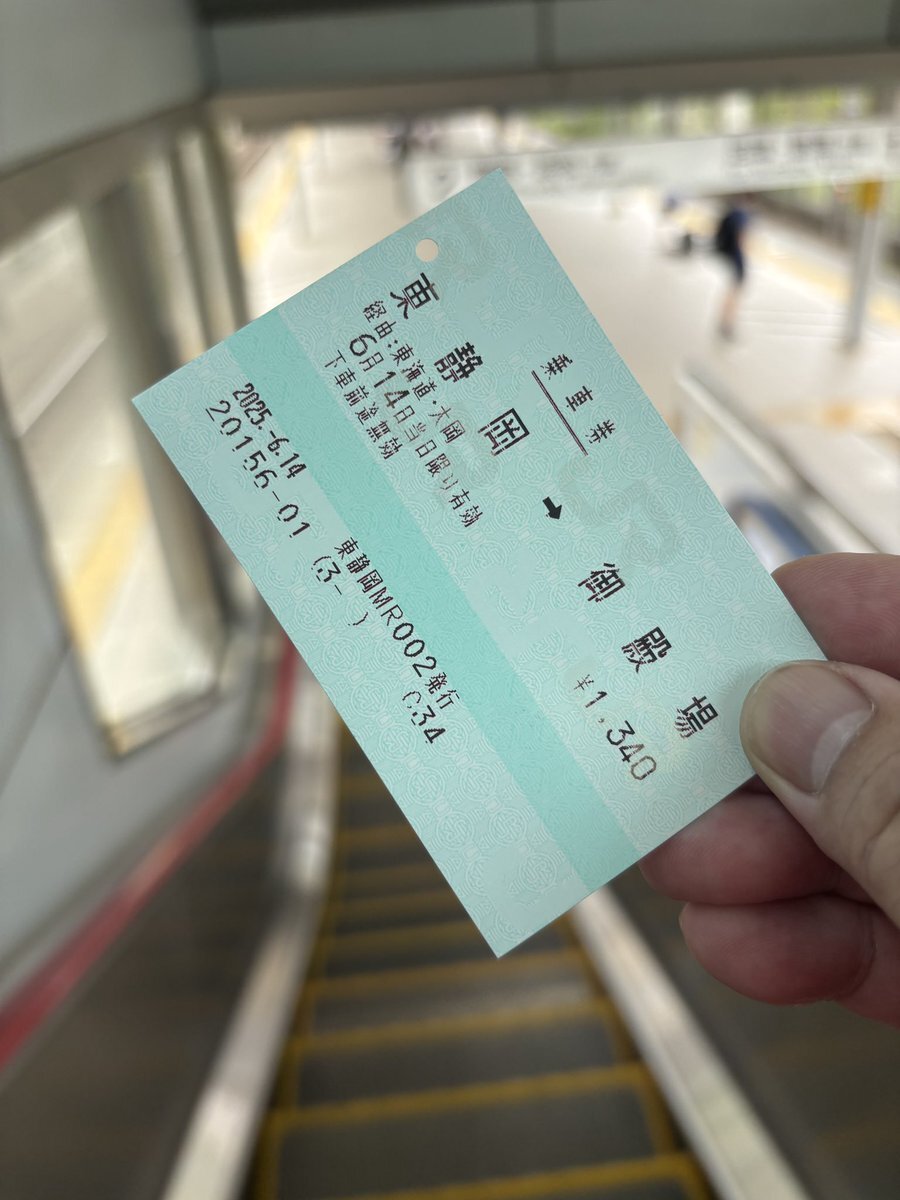 乗車券
東静岡 ➡ 御殿場
経由：東海道・大岡
6月14日当日限り有効 ￥1,340
下車前途無効
2025.-6.14 東静岡MR002発行
20156-01 (3- ) C34